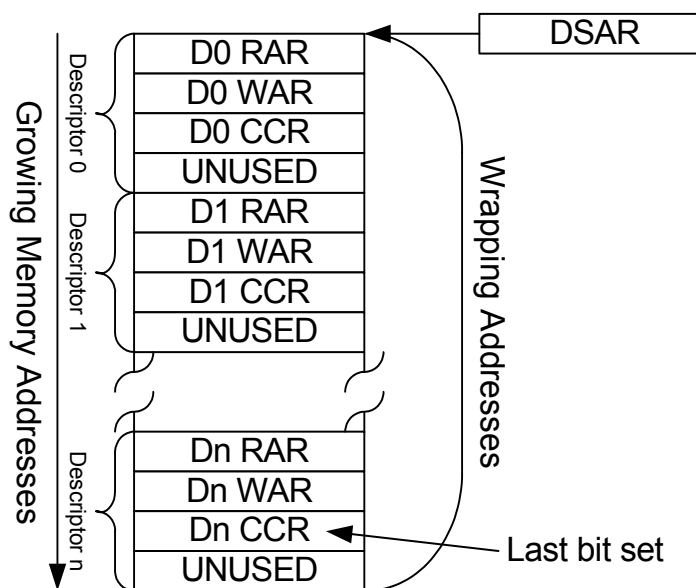 DSAR
D0 RAR
D0 WAR
D0 CCR
UNUSED
D1 RAR
D1 WAR
D1 CCR
UNUSED
Dn RAR
Dn WAR
Dn CCR
UNUSED
Last bit set
Growing Memory Addresses
Descriptor 0
Descriptor 1
Descriptor n
Wrapping Addresses